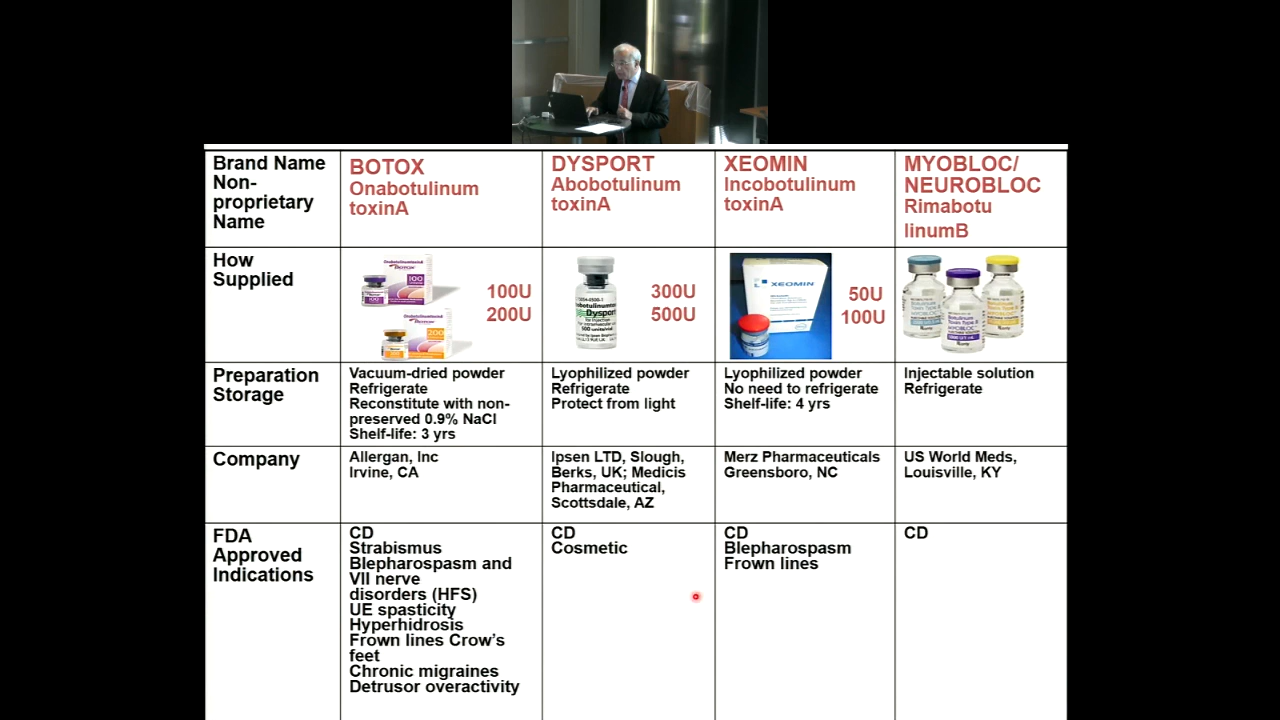 Brand Name
Non-
proprietary
Name
BOTOX
Onabotulinum
toxinA
DYSPORT
Abobotulinum
toxinA
XEOMIN
Incobotulinum
toxinA
MYOBLOC/
NEUROBLOC
Rimabotu
linumB
How
Supplied
100
200
100U
200U
Dysport
300U
500U
XEOMIN
50U
100U
MYOBLOC
Preparation
Storage
Vacuum-dried powder
Refrigerate
Reconstitute with non-
preserved 0.9% NaCl
Shelf-life: 3 yrs
Lyophilized powder
Refrigerate
Protect from light
Lyophilized powder
No need to refrigerate
Shelf-life: 4 yrs
Injectable solution
Refrigerate
Company
Allergan, Inc
Irvine, CA
Ipsen LTD, Slough,
Berks, UK; Medicis
Pharmaceutical,
Scottsdale, AZ
Merz Pharmaceuticals
Greensboro, NC
US World Meds,
Louisville, KY
FDA
Approved
Indications
CD
Strabismus
Blepharospasm and
VII nerve
disorders (HFS)
UE spasticity
Hyperhidrosis
Frown lines Crow’s
feet
Chronic migraines
Detrusor overactivity
CD
Cosmetic
CD
Blepharospasm
Frown lines
CD